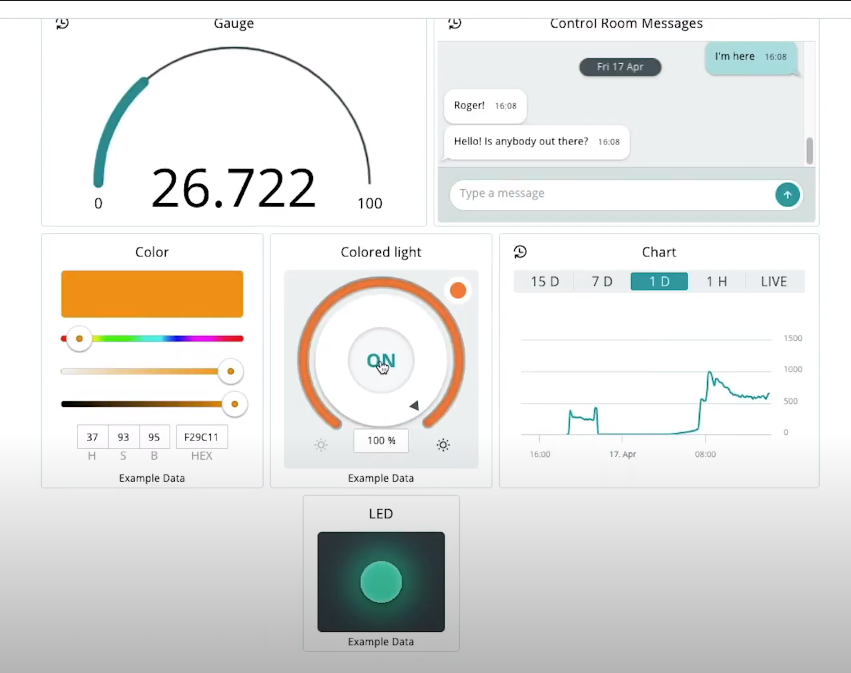 Gauge
26.722
0
100
Control Room Messages
I'm here 16:08
Fri 17 Apr
Roger! 16:08
Hello! Is anybody out there? 16:08
Type a message
Color
37 93 95 F29C11
H S B HEX
Example Data
Colored light
ON
100 %
Example Data
Chart
15 D 7 D 1 D 1 H LIVE
1500
1000
500
0
16:00 17. Apr 08:00
LED
Example Data